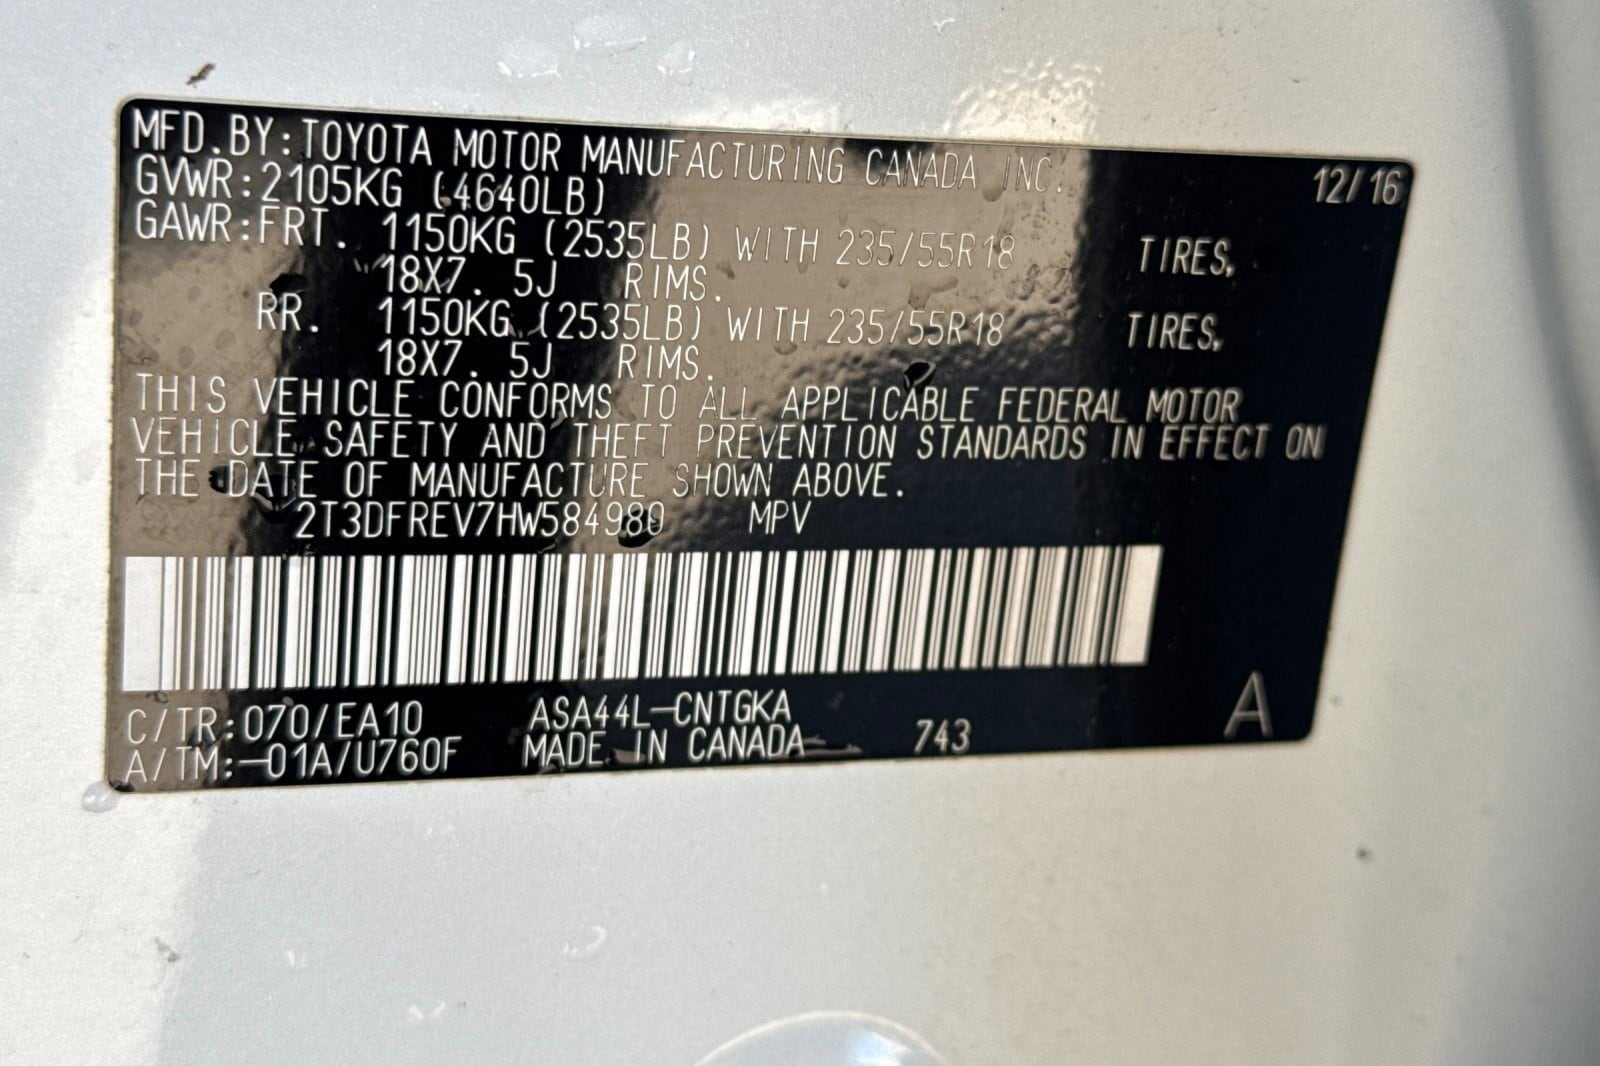 MFD.BY:TOYOTA MOTOR MANUFACTURING CANADA INC. 12/16
GVWR:2105KG (4640LB)
GAWR:FRT. 1150KG (2535LB) WITH 235/55R18 TIRES,
18X7.5J RIMS.
RR. 1150KG (2535LB) WITH 235/55R18 TIRES,
18X7.5J RIMS.
THIS VEHICLE CONFORMS TO ALL APPLICABLE FEDERAL MOTOR
VEHICLE SAFETY AND THEFT PREVENTION STANDARDS IN EFFECT ON
THE DATE OF MANUFACTURE SHOWN ABOVE.
2T3DFREV7HW584980 MPV
C/TR:070/EA10 ASA44L-CNTGKA
A/TM:-01A/U760F MADE IN CANADA 743 A